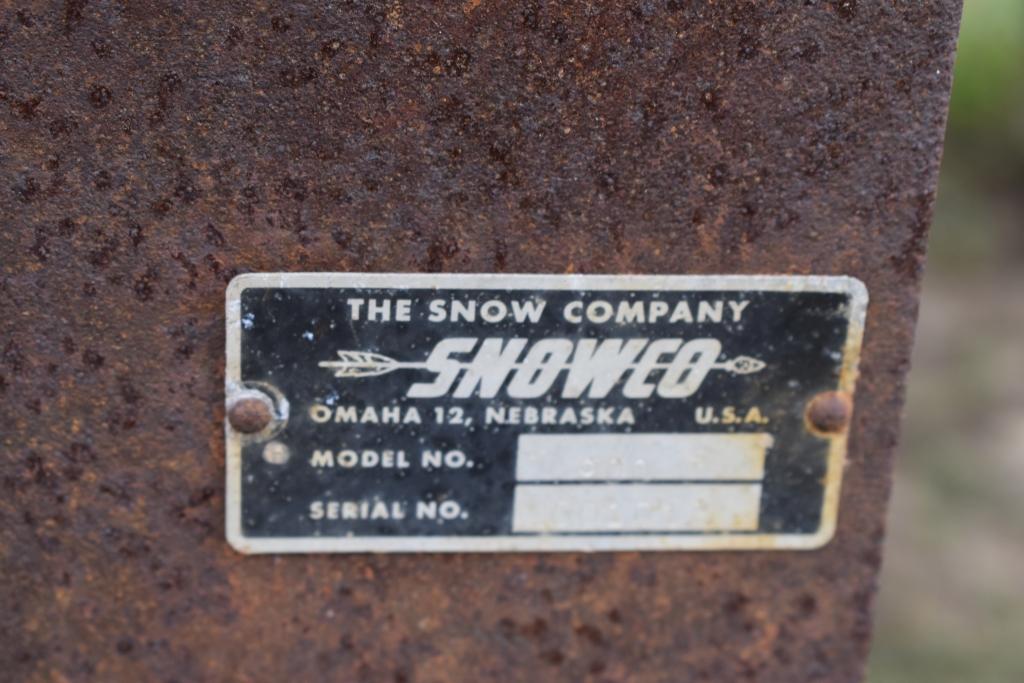 THE SNOW COMPANY
SNOWCO
OMAHA 12, NEBRASKA U.S.A.
MODEL NO.
SERIAL NO.